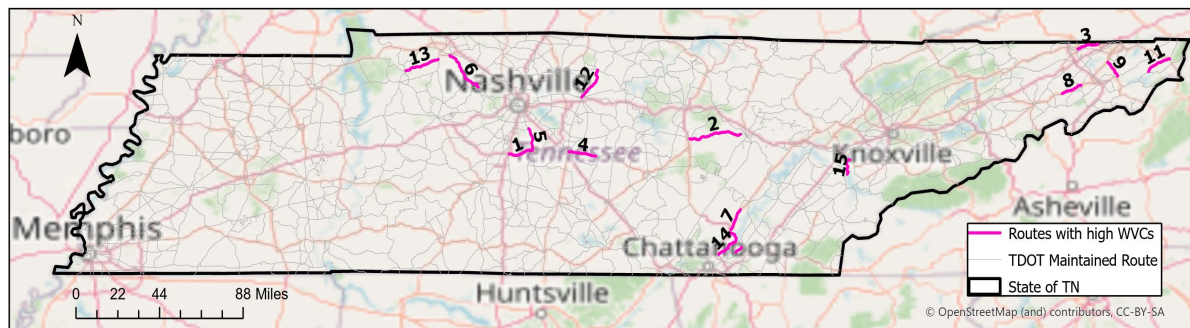 N
3
13
6
Nashville
12
9
11
8
boro
1
5
4
2
Tennessee
Knoxville
15
Asheville
Memphis
7
14
Chattanooga
Huntsville
Routes with high WVCs
TDOT Maintained Route
State of TN
0 22 44 88 Miles
© OpenStreetMap (and) contributors, CC-BY-SA